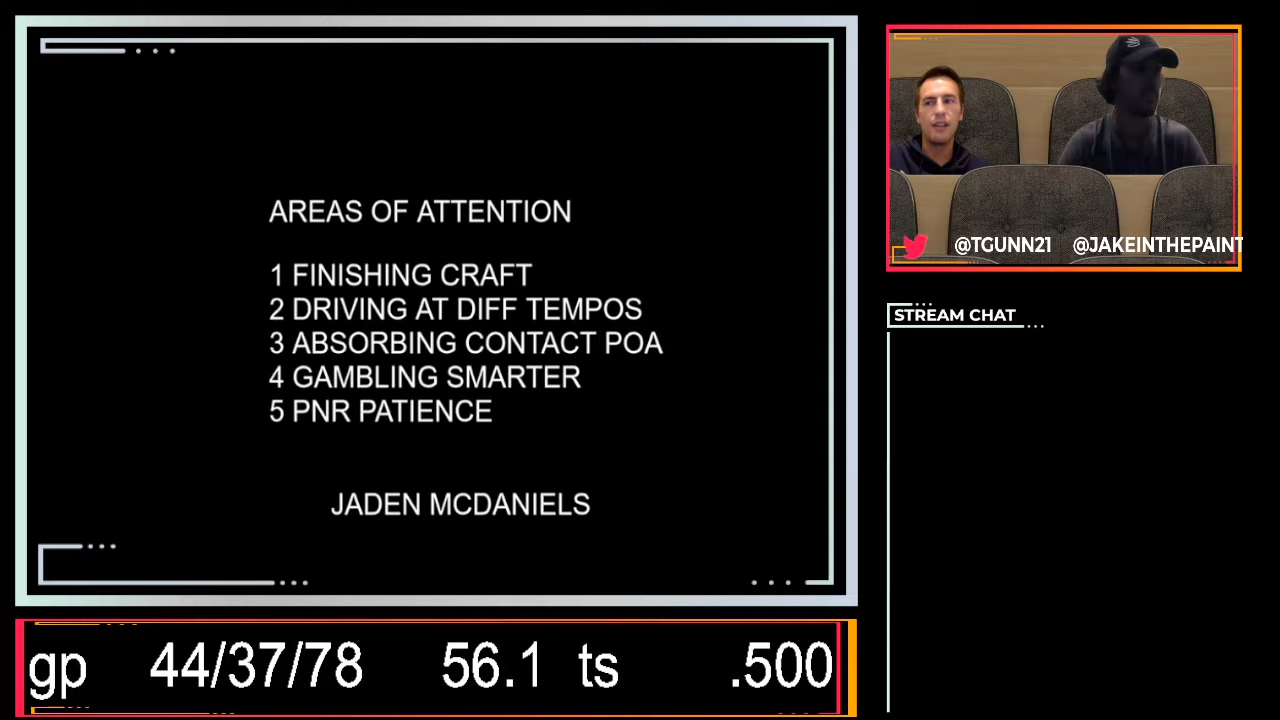 AREAS OF ATTENTION
1 FINISHING CRAFT
2 DRIVING AT DIFF TEMPOS
3 ABSORBING CONTACT POA
4 GAMBLING SMARTER
5 PNR PATIENCE
JADEN MCDANIELS
@TGUNN21 @JAKEINTHEPAINT
STREAM CHAT
gp 44/37/78 56.1 ts .500